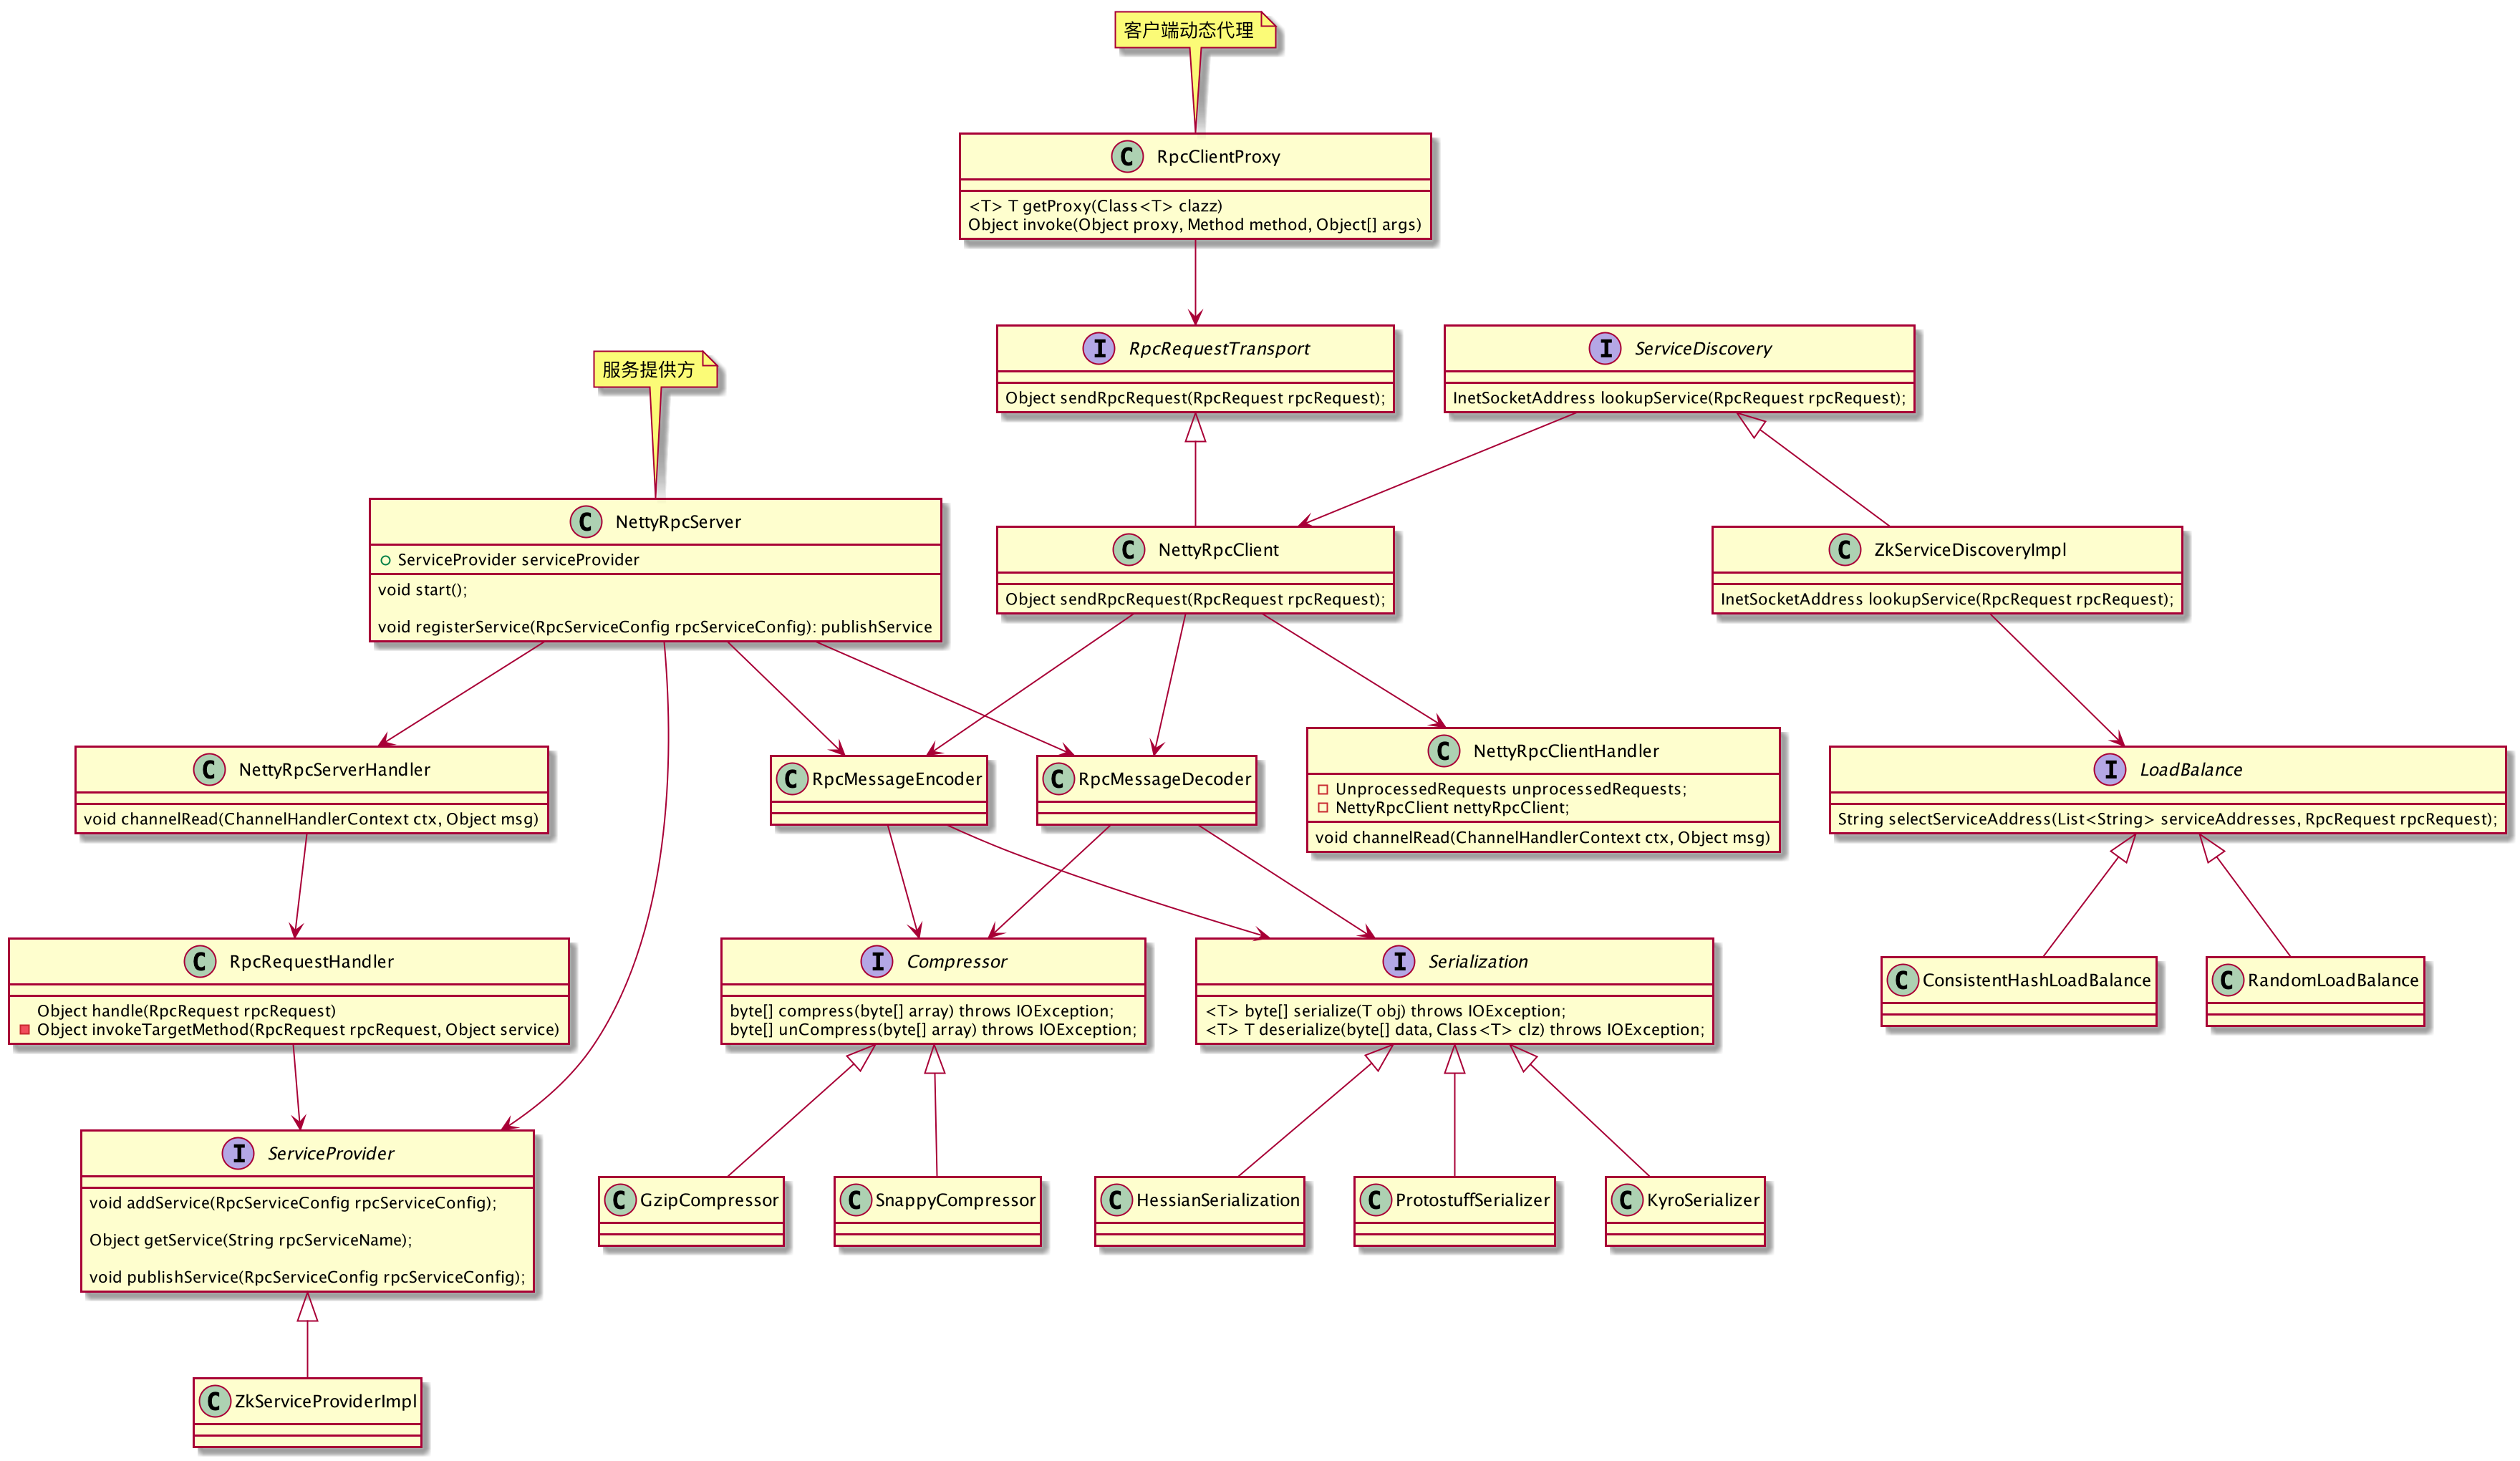 客户端动态代理
C RpcClientProxy
<T> T getProxy(Class<T> clazz)
Object invoke(Object proxy, Method method, Object[] args)
I RpcRequestTransport
Object sendRpcRequest(RpcRequest rpcRequest);
I ServiceDiscovery
InetSocketAddress lookupService(RpcRequest rpcRequest);
服务提供方
C NettyRpcServer
ServiceProvider serviceProvider
void start();
void registerService(RpcServiceConfig rpcServiceConfig): publishService
C NettyRpcClient
Object sendRpcRequest(RpcRequest rpcRequest);
C ZkServiceDiscoveryImpl
InetSocketAddress lookupService(RpcRequest rpcRequest);
C NettyRpcServerHandler
void channelRead(ChannelHandlerContext ctx, Object msg)
C RpcMessageEncoder
C RpcMessageDecoder
C NettyRpcClientHandler
UnprocessedRequests unprocessedRequests;
NettyRpcClient nettyRpcClient;
void channelRead(ChannelHandlerContext ctx, Object msg)
I LoadBalance
String selectServiceAddress(List<String> serviceAddresses, RpcRequest rpcRequest);
C RpcRequestHandler
Object handle(RpcRequest rpcRequest)
Object invokeTargetMethod(RpcRequest rpcRequest, Object service)
I Compressor
byte[] compress(byte[] array) throws IOException;
byte[] unCompress(byte[] array) throws IOException;
I Serialization
<T> byte[] serialize(T obj) throws IOException;
<T> T deserialize(byte[] data, Class<T> clz) throws IOException;
C ConsistentHashLoadBalance
C RandomLoadBalance
I ServiceProvider
void addService(RpcServiceConfig rpcServiceConfig);
Object getService(String rpcServiceName);
void publishService(RpcServiceConfig rpcServiceConfig);
C GzipCompressor
C SnappyCompressor
C HessianSerialization
C ProtostuffSerializer
C KyroSerializer
C ZkServiceProviderImpl